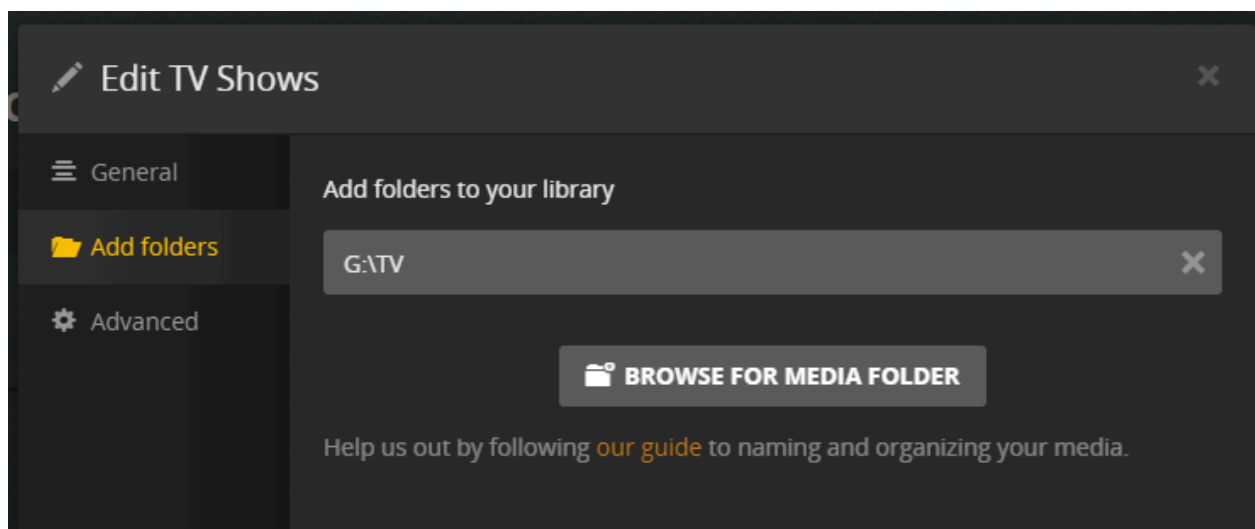 Edit TV Shows
General
Add folders
Advanced
Add folders to your library
G:\TV
BROWSE FOR MEDIA FOLDER
Help us out by following our guide to naming and organizing your media.